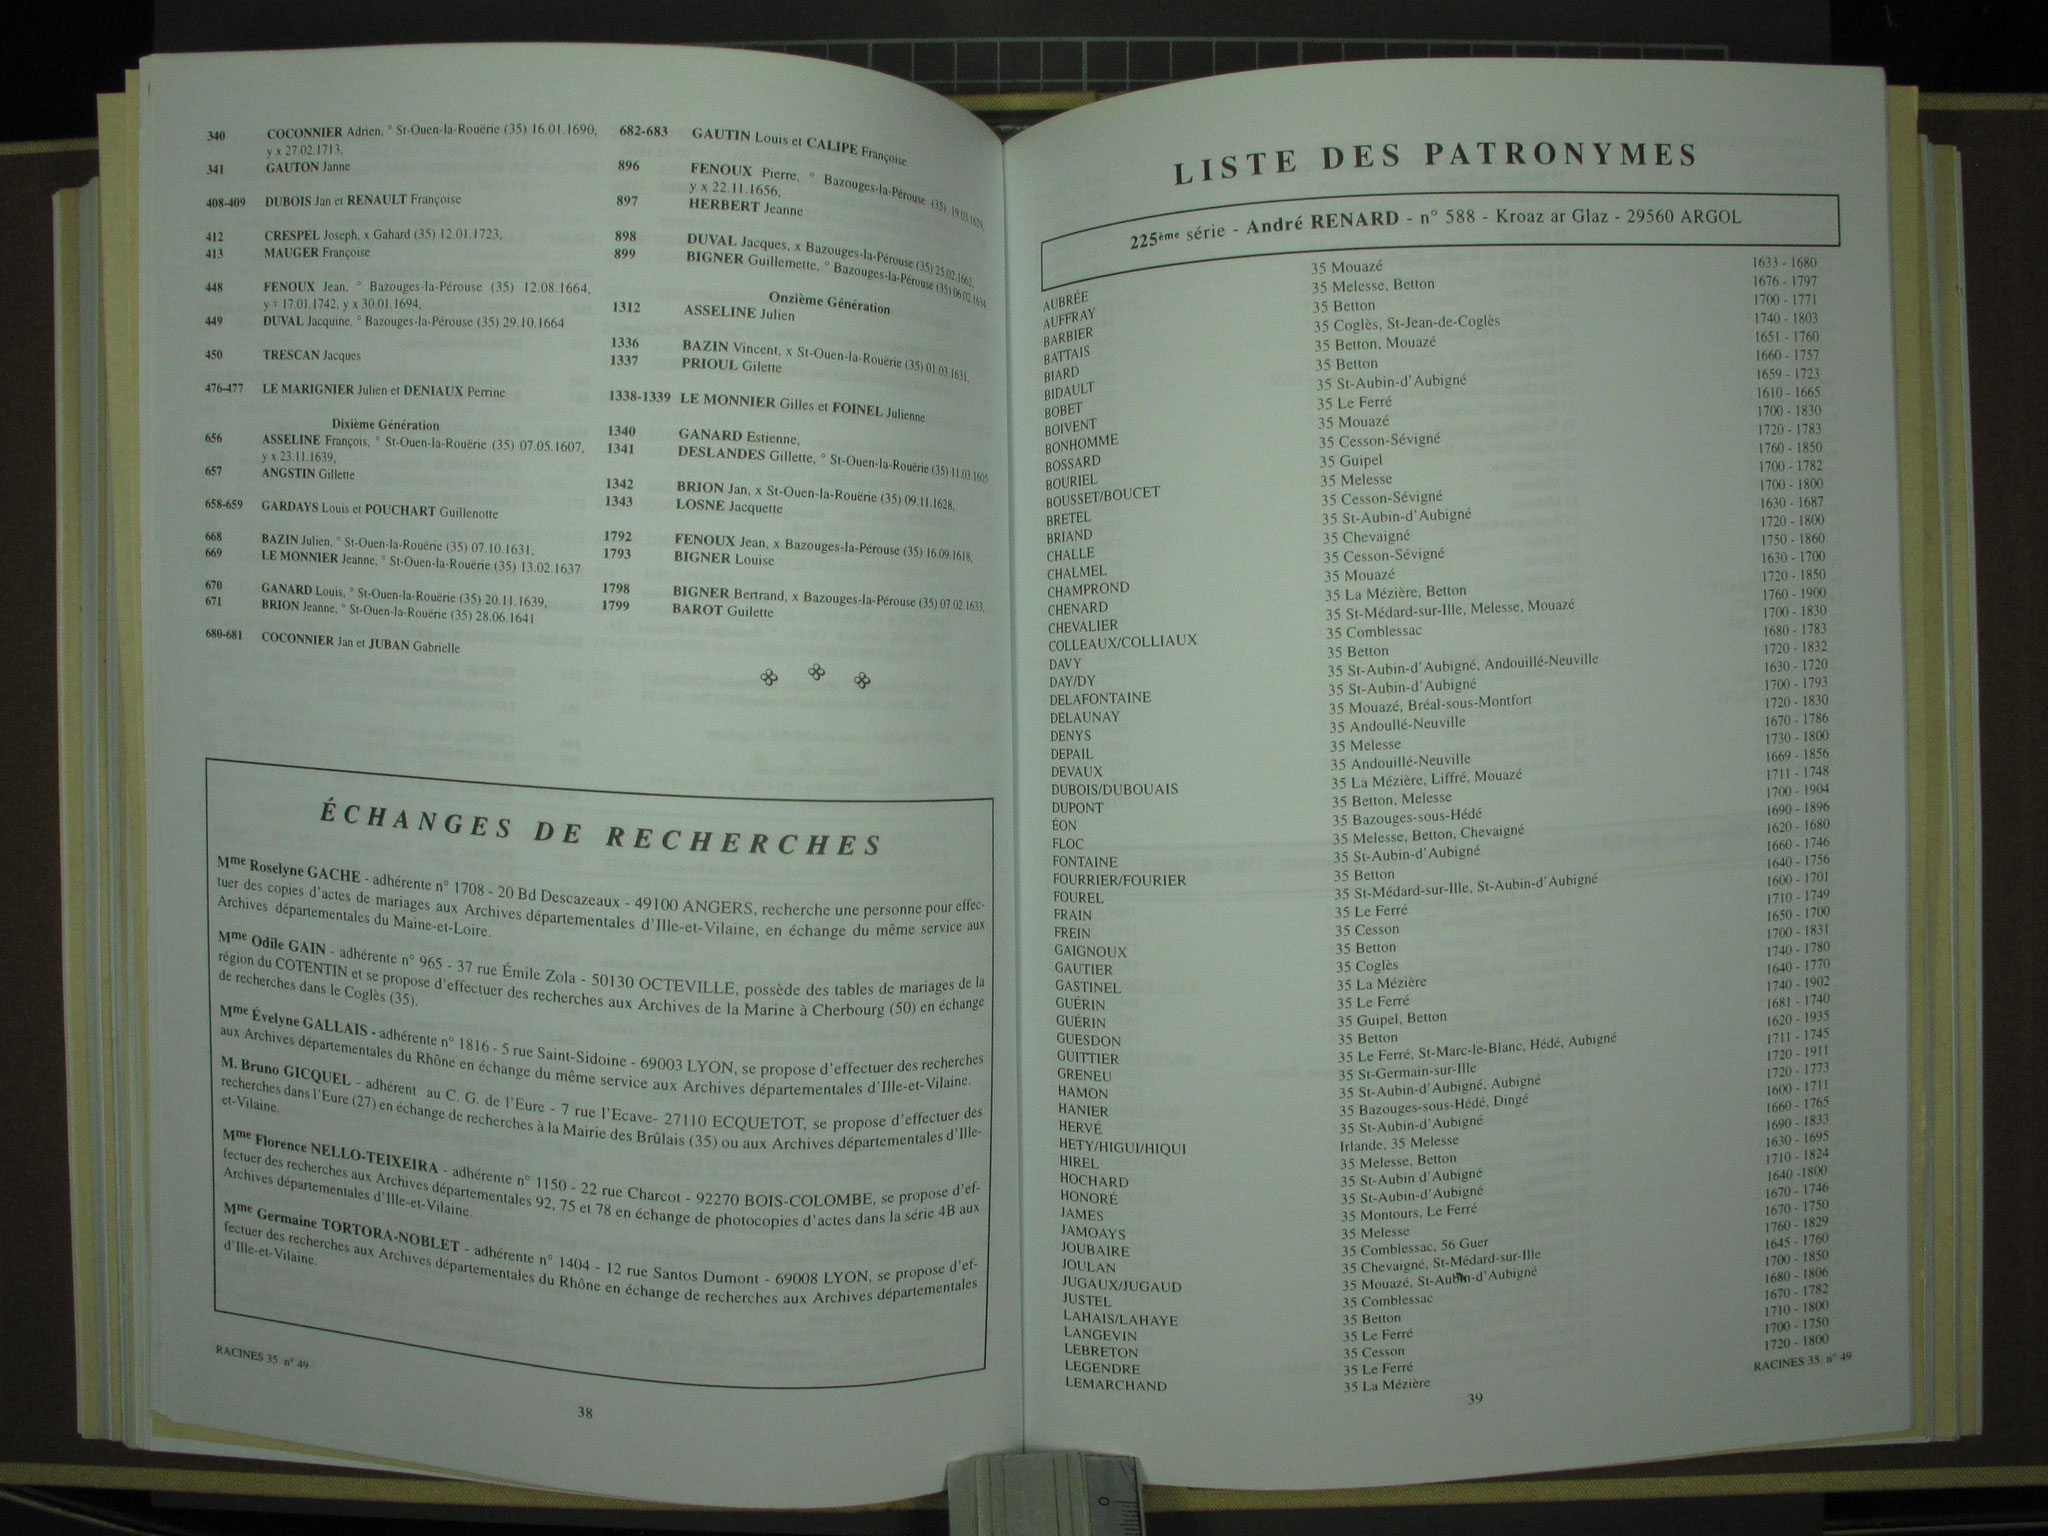 340 COCONNIER Adrien, ° St-Ouen-la-Rouërie (35) 16.01.1690,
y x 27.02.1713,
341 GAUTON Janne
408-409 DUBOIS Jan et RENAULT Françoise
412 CRESPEL Joseph, x Gahard (35) 12.01.1723,
413 MAUGER Françoise
448 FENOUX Jean, ° Bazouges-la-Pérouse (35) 12.08.1664,
y † 17.01.1742, y x 30.01.1694,
449 DUVAL Jacquine, ° Bazouges-la-Pérouse (35) 29.10.1664
450 TRESCAN Jacques
476-477 LE MARIGNIER Julien et DENIAUX Perrine
Dixième Génération
656 ASSELINE François, ° St-Ouen-la-Rouërie (35) 07.05.1607,
y x 23.11.1639,
657 ANGSTIN Gillette
658-659 GARDAYS Louis et POUCHART Guillenotte
668 BAZIN Julien, ° St-Ouen-la-Rouërie (35) 07.10.1631,
669 LE MONNIER Jeanne, ° St-Ouen-la-Rouërie (35) 13.02.1637
670 GANARD Louis, ° St-Ouen-la-Rouërie (35) 20.11.1639,
671 BRION Jeanne, ° St-Ouen-la-Rouërie (35) 28.06.1641
680-681 COCONNIER Jan et JUBAN Gabrielle
682-683 GAUTIN Louis et CALIPE Françoise
896 FENOUX Pierre, ° Bazouges-la-Pérouse (35) 19.03.1626,
y x 22.11.1656,
897 HERBERT Jeanne
898 DUVAL Jacques, x Bazouges-la-Pérouse (35) 25.02.1662,
899 BIGNER Guillemette, ° Bazouges-la-Pérouse (35) 06.02.1634
Onzième Génération
1312 ASSELINE Julien
1336 BAZIN Vincent, x St-Ouen-la-Rouërie (35) 01.03.1631,
1337 PRIOUL Gilette
1338-1339 LE MONNIER Gilles et FOINEL Julienne
1340 GANARD Estienne,
1341 DESLANDES Gillette, ° St-Ouen-la-Rouërie (35) 11.03.1605
1342 BRION Jan, x St-Ouen-la-Rouërie (35) 09.11.1628,
1343 LOSNE Jacquette
1792 FENOUX Jean, x Bazouges-la-Pérouse (35) 16.09.1618,
1793 BIGNER Louise
1798 BIGNER Bertrand, x Bazouges-la-Pérouse (35) 07.02.1633,
1799 BAROT Guilette
ÉCHANGES DE RECHERCHES
Mme Roselyne GACHE - adhérente n° 1708 - 20 Bd Descazeaux - 49100 ANGERS, recherche une personne pour effec-
tuer des copies d'actes de mariages aux Archives départementales d'Ille-et-Vilaine, en échange du même service aux
Archives départementales du Maine-et-Loire.
Mme Odile GAIN - adhérente n° 965 - 37 rue Émile Zola - 50130 OCTEVILLE, possède des tables de mariages de la
région du COTENTIN et se propose d'effectuer des recherches aux Archives de la Marine à Cherbourg (50) en échange
de recherches dans le Coglès (35).
Mme Évelyne GALLAIS - adhérente n° 1816 - 5 rue Saint-Sidoine - 69003 LYON, se propose d'effectuer des recherches
aux Archives départementales du Rhône en échange du même service aux Archives départementales d'Ille-et-Vilaine.
M. Bruno GICQUEL - adhérent au C. G. de l'Eure - 7 rue l'Ecave- 27110 ECQUETOT, se propose d'effectuer des
recherches dans l'Eure (27) en échange de recherches à la Mairie des Brûlais (35) ou aux Archives départementales d'Ille-
et-Vilaine.
Mme Florence NELLO-TEIXEIRA - adhérente n° 1150 - 22 rue Charcot - 92270 BOIS-COLOMBE, se propose d'ef-
fectuer des recherches aux Archives départementales 92, 75 et 78 en échange de photocopies d'actes dans la série 4B aux
Archives départementales d'Ille-et-Vilaine.
Mme Germaine TORTORA-NOBLET - adhérente n° 1404 - 12 rue Santos Dumont - 69008 LYON, se propose d'ef-
fectuer des recherches aux Archives départementales du Rhône en échange de recherches aux Archives départementales
d'Ille-et-Vilaine.
RACINES 35 n° 49
38
LISTE DES PATRONYMES
225ème série - André RENARD - n° 588 - Kroaz ar Glaz - 29560 ARGOL
AUBRÉE 35 Mouazé 1633 - 1680
AUFFRAY 35 Melesse, Betton 1676 - 1797
BARBIER 35 Betton 1700 - 1771
BATTAIS 35 Coglès, St-Jean-de-Coglès 1740 - 1803
BIARD 35 Betton, Mouazé 1651 - 1760
BIDAULT 35 Betton 1660 - 1757
BOBET 35 St-Aubin-d'Aubigné 1659 - 1723
BOIVENT 35 Le Ferré 1610 - 1665
BONHOMME 35 Mouazé 1700 - 1830
BOSSARD 35 Cesson-Sévigné 1720 - 1783
BOURIEL 35 Guipel 1760 - 1850
BOUSSET/BOUCET 35 Melesse 1700 - 1782
BRETEL 35 Cesson-Sévigné 1700 - 1800
BRIAND 35 St-Aubin-d'Aubigné 1630 - 1687
CHALLE 35 Chevaigné 1720 - 1800
CHALMEL 35 Cesson-Sévigné 1750 - 1860
CHAMPROND 35 Mouazé 1630 - 1700
CHENARD 35 La Mézière, Betton 1720 - 1850
CHEVALIER 35 St-Médard-sur-Ille, Melesse, Mouazé 1760 - 1900
COLLEAUX/COLLIAUX 35 Comblessac 1700 - 1830
DAVY 35 Betton 1680 - 1783
DAY/DY 35 St-Aubin-d'Aubigné, Andouillé-Neuville 1720 - 1832
DELAFONTAINE 35 St-Aubin-d'Aubigné 1630 - 1720
DELAUNAY 35 Mouazé, Bréal-sous-Montfort 1700 - 1793
DENYS 35 Andoullé-Neuville 1720 - 1830
DEPAIL 35 Melesse 1670 - 1786
DEVAUX 35 Andouillé-Neuville 1730 - 1800
DUBOIS/DUBOUAIS 35 La Mézière, Liffré, Mouazé 1669 - 1856
DUPONT 35 Betton, Melesse 1711 - 1748
ÉON 35 Bazouges-sous-Hédé 1700 - 1904
FLOC 35 Melesse, Betton, Chevaigné 1690 - 1896
FONTAINE 35 St-Aubin-d'Aubigné 1620 - 1680
FOURRIER/FOURIER 35 Betton 1660 - 1746
FOUREL 35 St-Médard-sur-Ille, St-Aubin-d'Aubigné 1640 - 1756
FRAIN 35 Le Ferré 1600 - 1701
FREIN 35 Cesson 1710 - 1749
GAIGNOUX 35 Betton 1650 - 1700
GAUTIER 35 Coglès 1700 - 1831
GASTINEL 35 La Mézière 1740 - 1780
GUÉRIN 35 Le Ferré 1640 - 1770
GUÉRIN 35 Guipel, Betton 1740 - 1902
GUESDON 35 Betton 1681 - 1740
GUITTIER 35 Le Ferré, St-Marc-le-Blanc, Hédé, Aubigné 1620 - 1935
GRENEU 35 St-Germain-sur-Ille 1711 - 1745
HAMON 35 St-Aubin-d'Aubigné, Aubigné 1720 - 1911
HANIER 35 Bazouges-sous-Hédé, Dingé 1720 - 1773
HERVÉ 35 St-Aubin-d'Aubigné 1600 - 1711
HETY/HIGUI/HIQUI Irlande, 35 Melesse 1660 - 1765
HIREL 35 Melesse, Betton 1690 - 1833
HOCHARD 35 St-Aubin d'Aubigné 1630 - 1695
HONORÉ 35 St-Aubin-d'Aubigné 1710 - 1824
JAMES 35 Montours, Le Ferré 1640 -1800
JAMOAYS 35 Melesse 1670 - 1746
JOUBAIRE 35 Comblessac, 56 Guer 1670 - 1750
JOULAN 35 Chevaigné, St-Médard-sur-Ille 1760 - 1829
JUGAUX/JUGAUD 35 Mouazé, St-Aubin-d'Aubigné 1645 - 1760
JUSTEL 35 Comblessac 1700 - 1850
LAHAIS/LAHAYE 35 Betton 1680 - 1806
LANGEVIN 35 Le Ferré 1670 - 1782
LEBRETON 35 Cesson 1710 - 1800
LEGENDRE 35 Le Ferré 1700 - 1750
LEMARCHAND 35 La Mézière 1720 - 1800
RACINES 35 n° 49
39
0